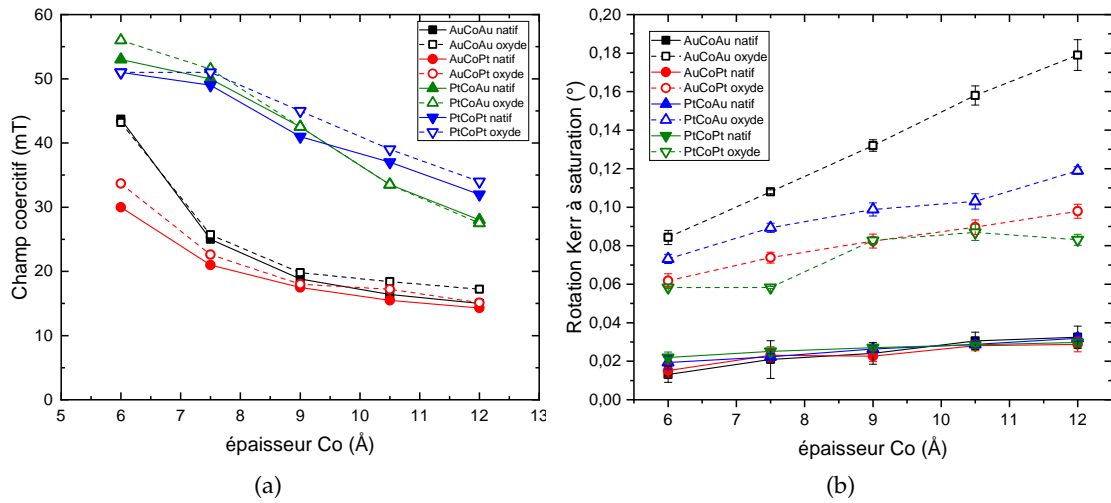 Champ coercitif (mT)
60
50
40
30
20
10
0
5 6 7 8 9 10 11 12 13
épaisseur Co (Å)
AuCoAu natif
AuCoAu oxyde
AuCoPt natif
AuCoPt oxyde
PtCoAu natif
PtCoAu oxyde
PtCoPt natif
PtCoPt oxyde
(a)
Rotation Kerr à saturation (°)
0,20
0,18
0,16
0,14
0,12
0,10
0,08
0,06
0,04
0,02
0,00
6 7 8 9 10 11 12
épaisseur Co (Å)
AuCoAu natif
AuCoAu oxyde
AuCoPt natif
AuCoPt oxyde
PtCoAu natif
PtCoAu oxyde
PtCoPt natif
PtCoPt oxyde
(b)